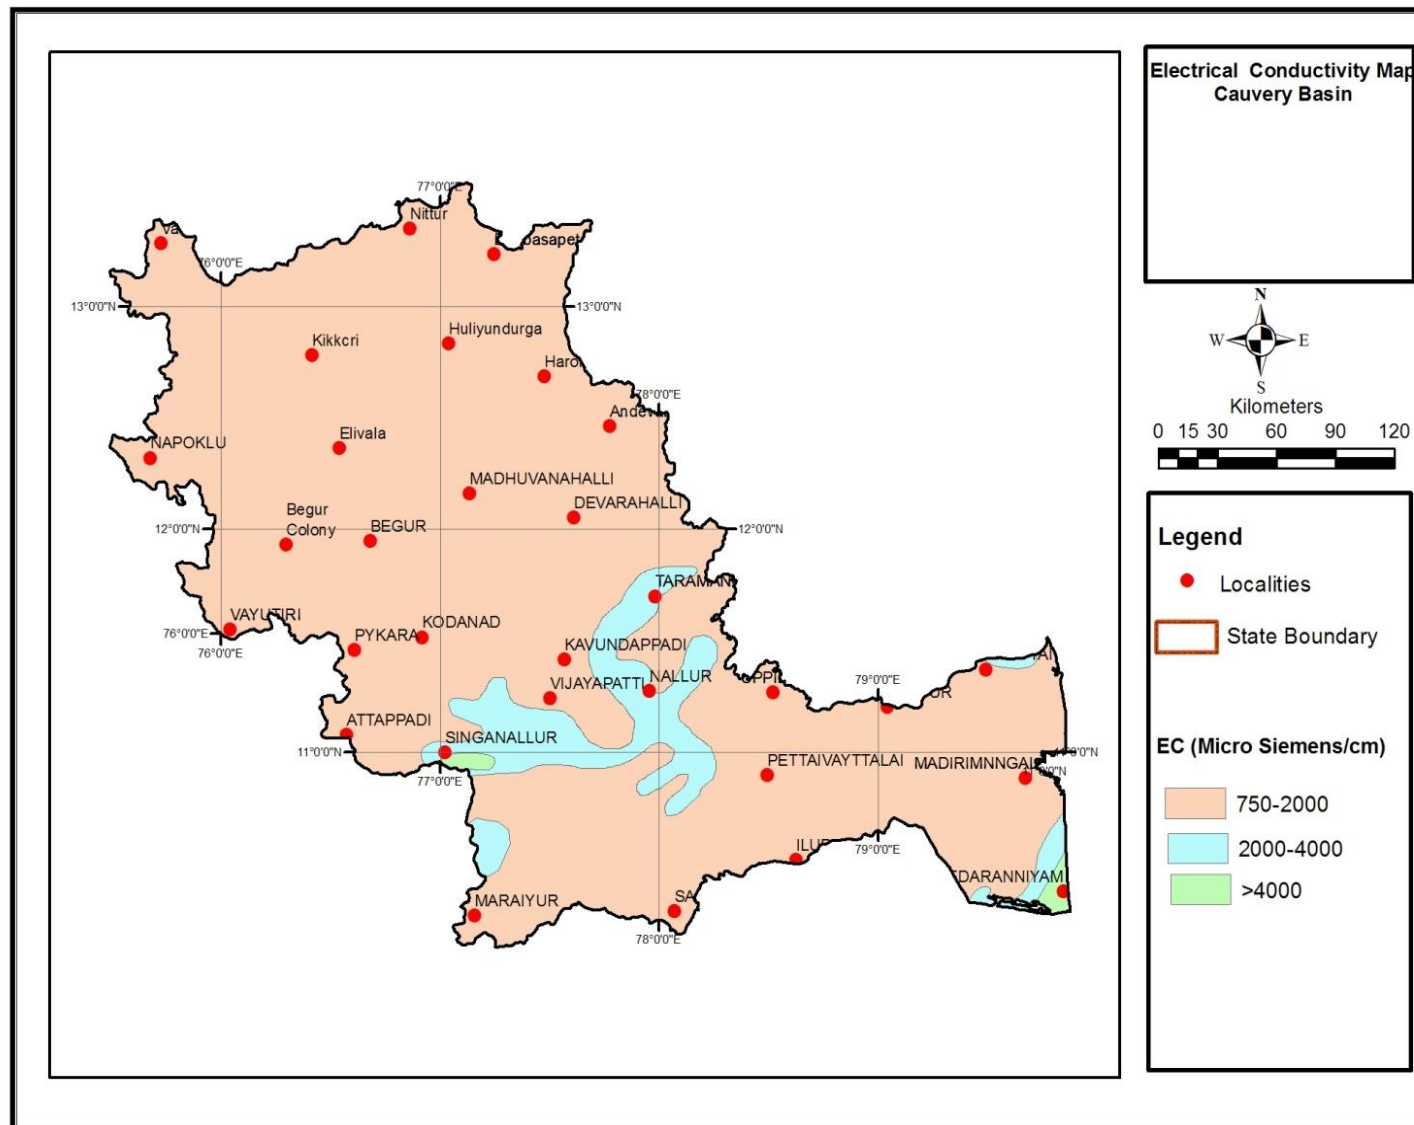 Electrical Conductivity Map
Cauvery Basin
77°0'0"E
Nittur
76°0'0"E
13°0'0"N
13°0'0"N
Kikkcri
Huliyundurga
78°0'0"E
NAPOKLU
Elivala
MADHUVANAHALLI
DEVARAHALLI
Begur
Colony
BEGUR
12°0'0"N
12°0'0"N
TARAMAN
VAYUTIRI
76°0'0"E
76°0'0"E
PYKARA
KODANAD
KAVUNDAPPADI
VIJAYAPATTI
NALLUR
79°0'0"E
ATTAPPADI
SINGANALLUR
11°0'0"N
77°0'0"E
PETTAIVAYTTALAI
MADIRIMNNGAL
79°0'0"E
EDARANNIYAM
MARAIYUR
SA
78°0'0"E
N
W
E
S
Kilometers
0 15 30 60 90 120
Legend
Localities
State Boundary
EC (Micro Siemens/cm)
750-2000
2000-4000
>4000